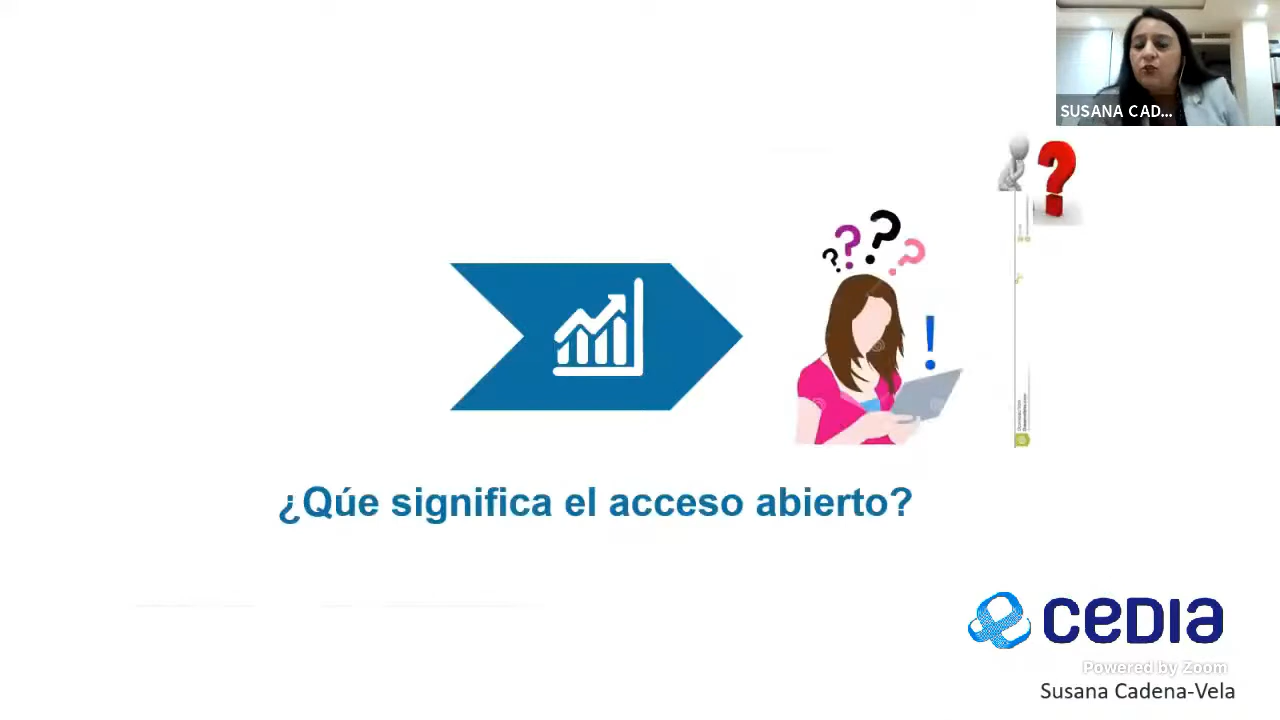 SUSANA CAD...
¿Qúe significa el acceso abierto?
CEDIA
Powered by Zoom
Susana Cadena-Vela